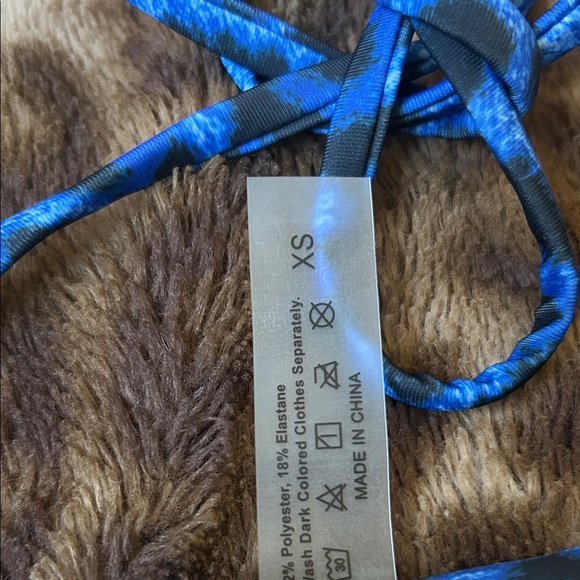 2% Polyester, 18% Elastane
Wash Dark Colored Clothes Separately.
XS
30
MADE IN CHINA